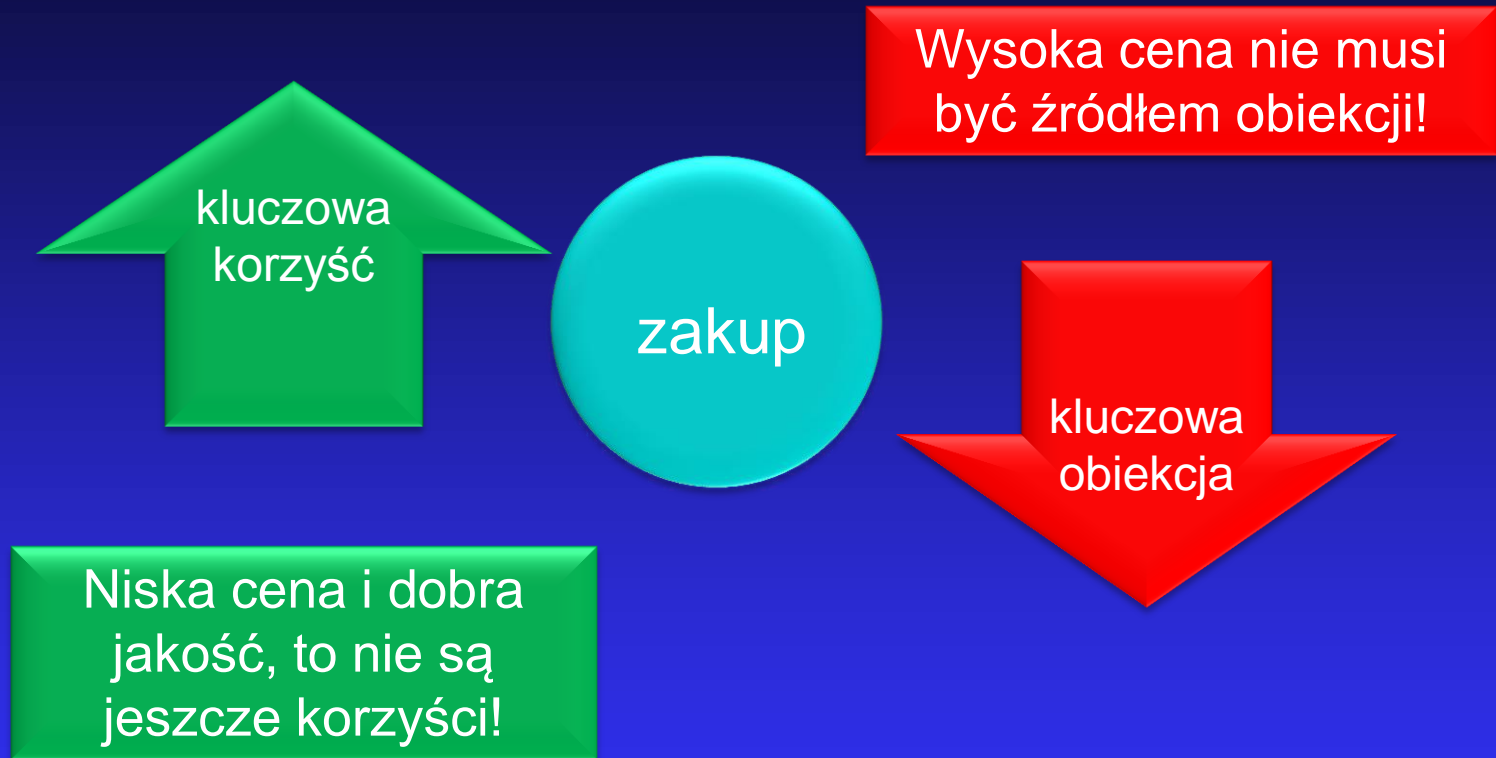 Wysoka cena nie musi
być źródłem obiekcji!
kluczowa
korzyść
zakup
kluczowa
obiekcja
Niska cena i dobra
jakość, to nie są
jeszcze korzyści!